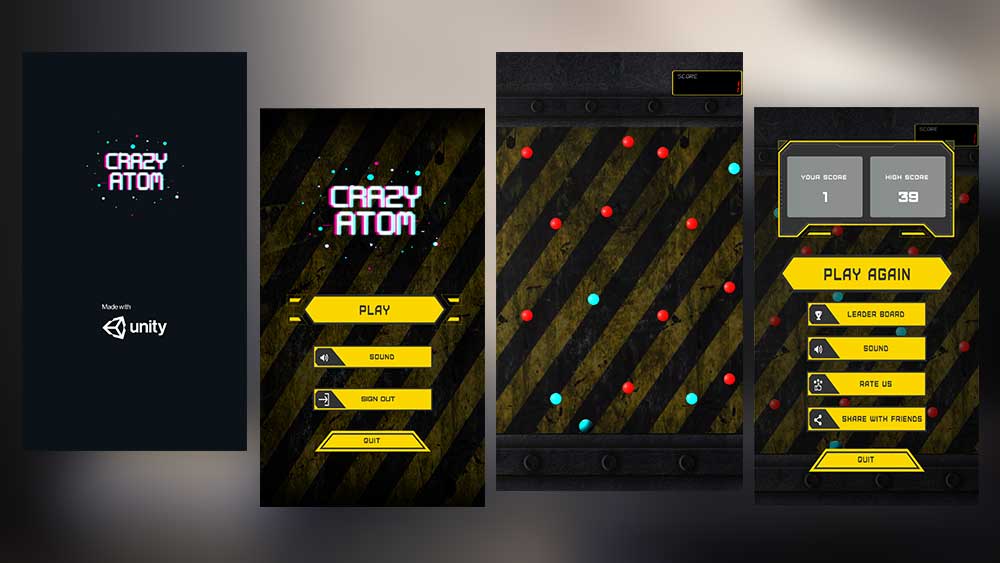 CRAZY
ATOM
Made with
unity
CRAZY
ATOM
PLAY
SOUND
SIGN OUT
QUIT
SCORE
SCORE
YOUR SCORE
1
HIGH SCORE
39
PLAY AGAIN
LEADER BOARD
SOUND
RATE US
SHARE WITH FRIENDS
QUIT